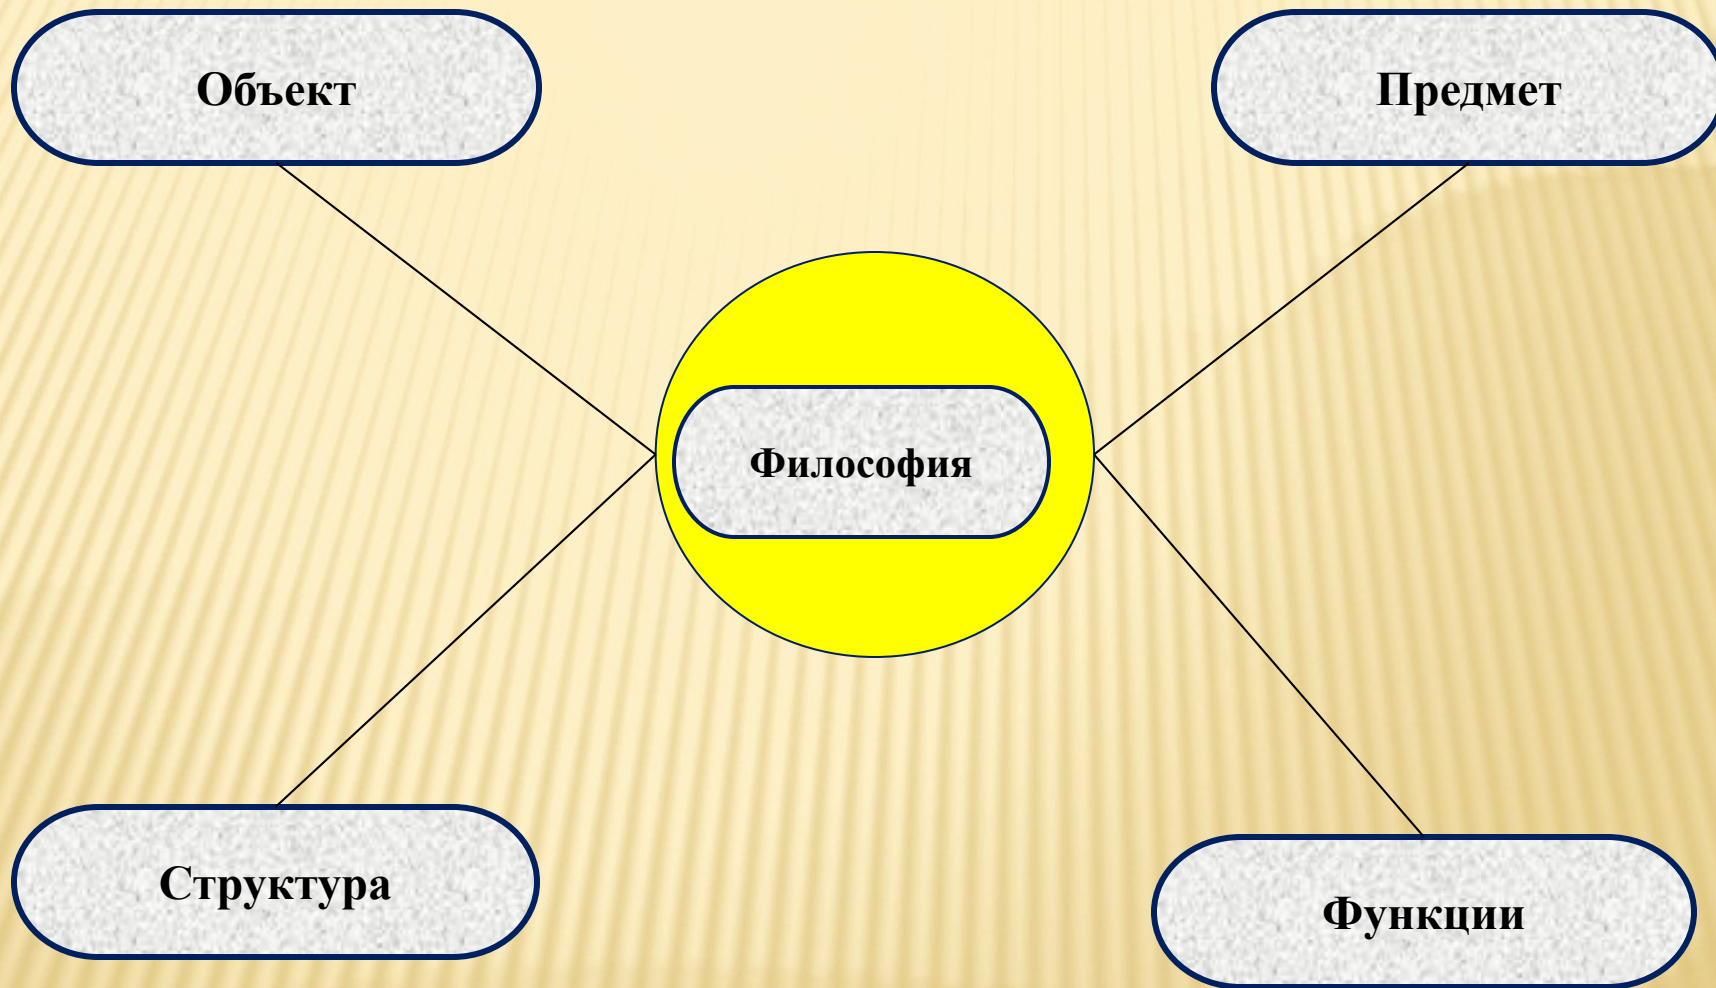 Объект
Предмет
Философия
Структура
Функции